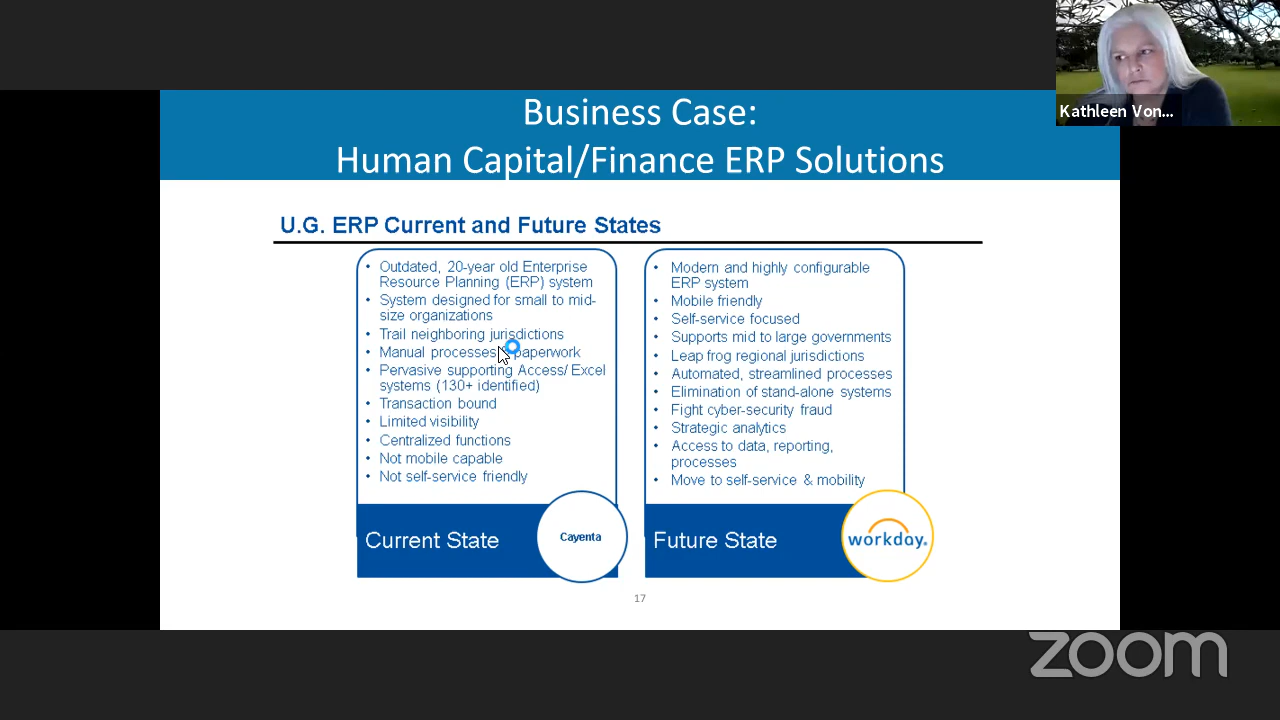 Kathleen Von...
Business Case:
Human Capital/Finance ERP Solutions
U.G. ERP Current and Future States
• Outdated, 20-year old Enterprise
Resource Planning (ERP) system
• System designed for small to mid-
size organizations
• Trail neighboring jurisdictions
• Manual processes paperwork
• Pervasive supporting Access/Excel
systems (130+ identified)
• Transaction bound
• Limited visibility
• Centralized functions
• Not mobile capable
• Not self-service friendly
Current State
Cayenta
• Modern and highly configurable
ERP system
• Mobile friendly
• Self-service focused
• Supports mid to large governments
• Leap frog regional jurisdictions
• Automated, streamlined processes
• Elimination of stand-alone systems
• Fight cyber-security fraud
• Strategic analytics
• Access to data, reporting,
processes
• Move to self-service & mobility
Future State
workday.
17
zoom